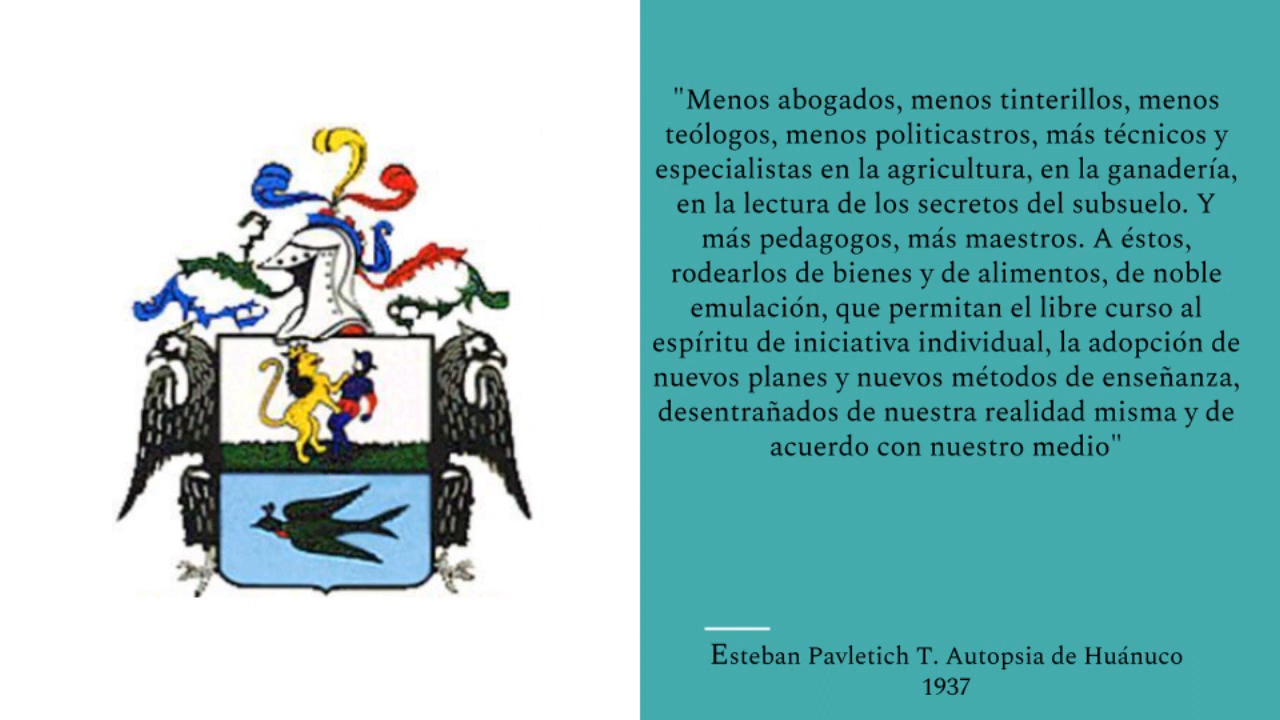 "Menos abogados, menos tinterillos, menos
teólogos, menos politicastros, más técnicos y
especialistas en la agricultura, en la ganadería,
en la lectura de los secretos del subsuelo. Y
más pedagogos, más maestros. A éstos,
rodearlos de bienes y de alimentos, de noble
emulación, que permitan el libre curso al
espíritu de iniciativa individual, la adopción de
nuevos planes y nuevos métodos de enseñanza,
desentrañados de nuestra realidad misma y de
acuerdo con nuestro medio"
Esteban Pavletich T. Autopsia de Huánuco
1937